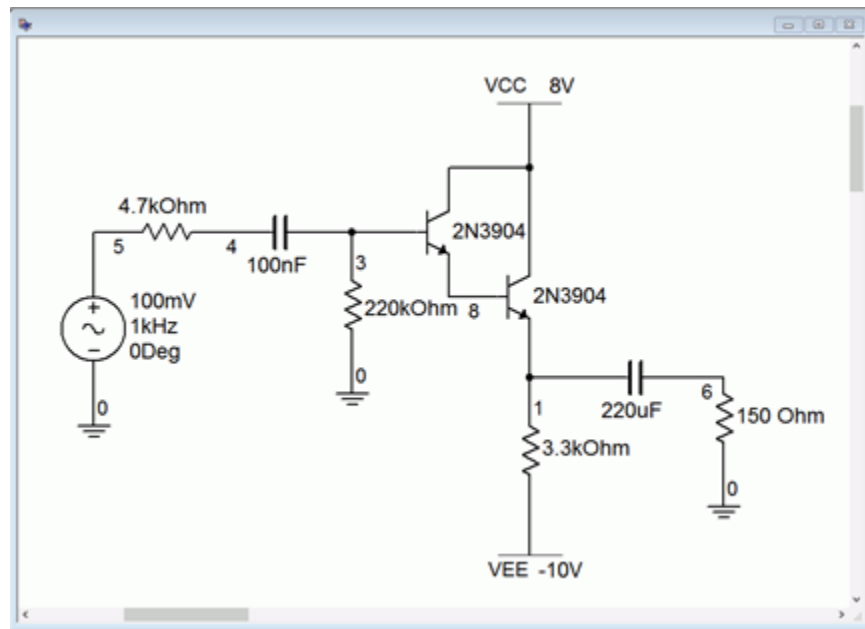 VCC 8V
4.7kOhm
5
4
100nF
2N3904
3
220kOhm
8
2N3904
100mV
1kHz
0Deg
0
0
1
220uF
6
150 Ohm
3.3kOhm
0
VEE -10V